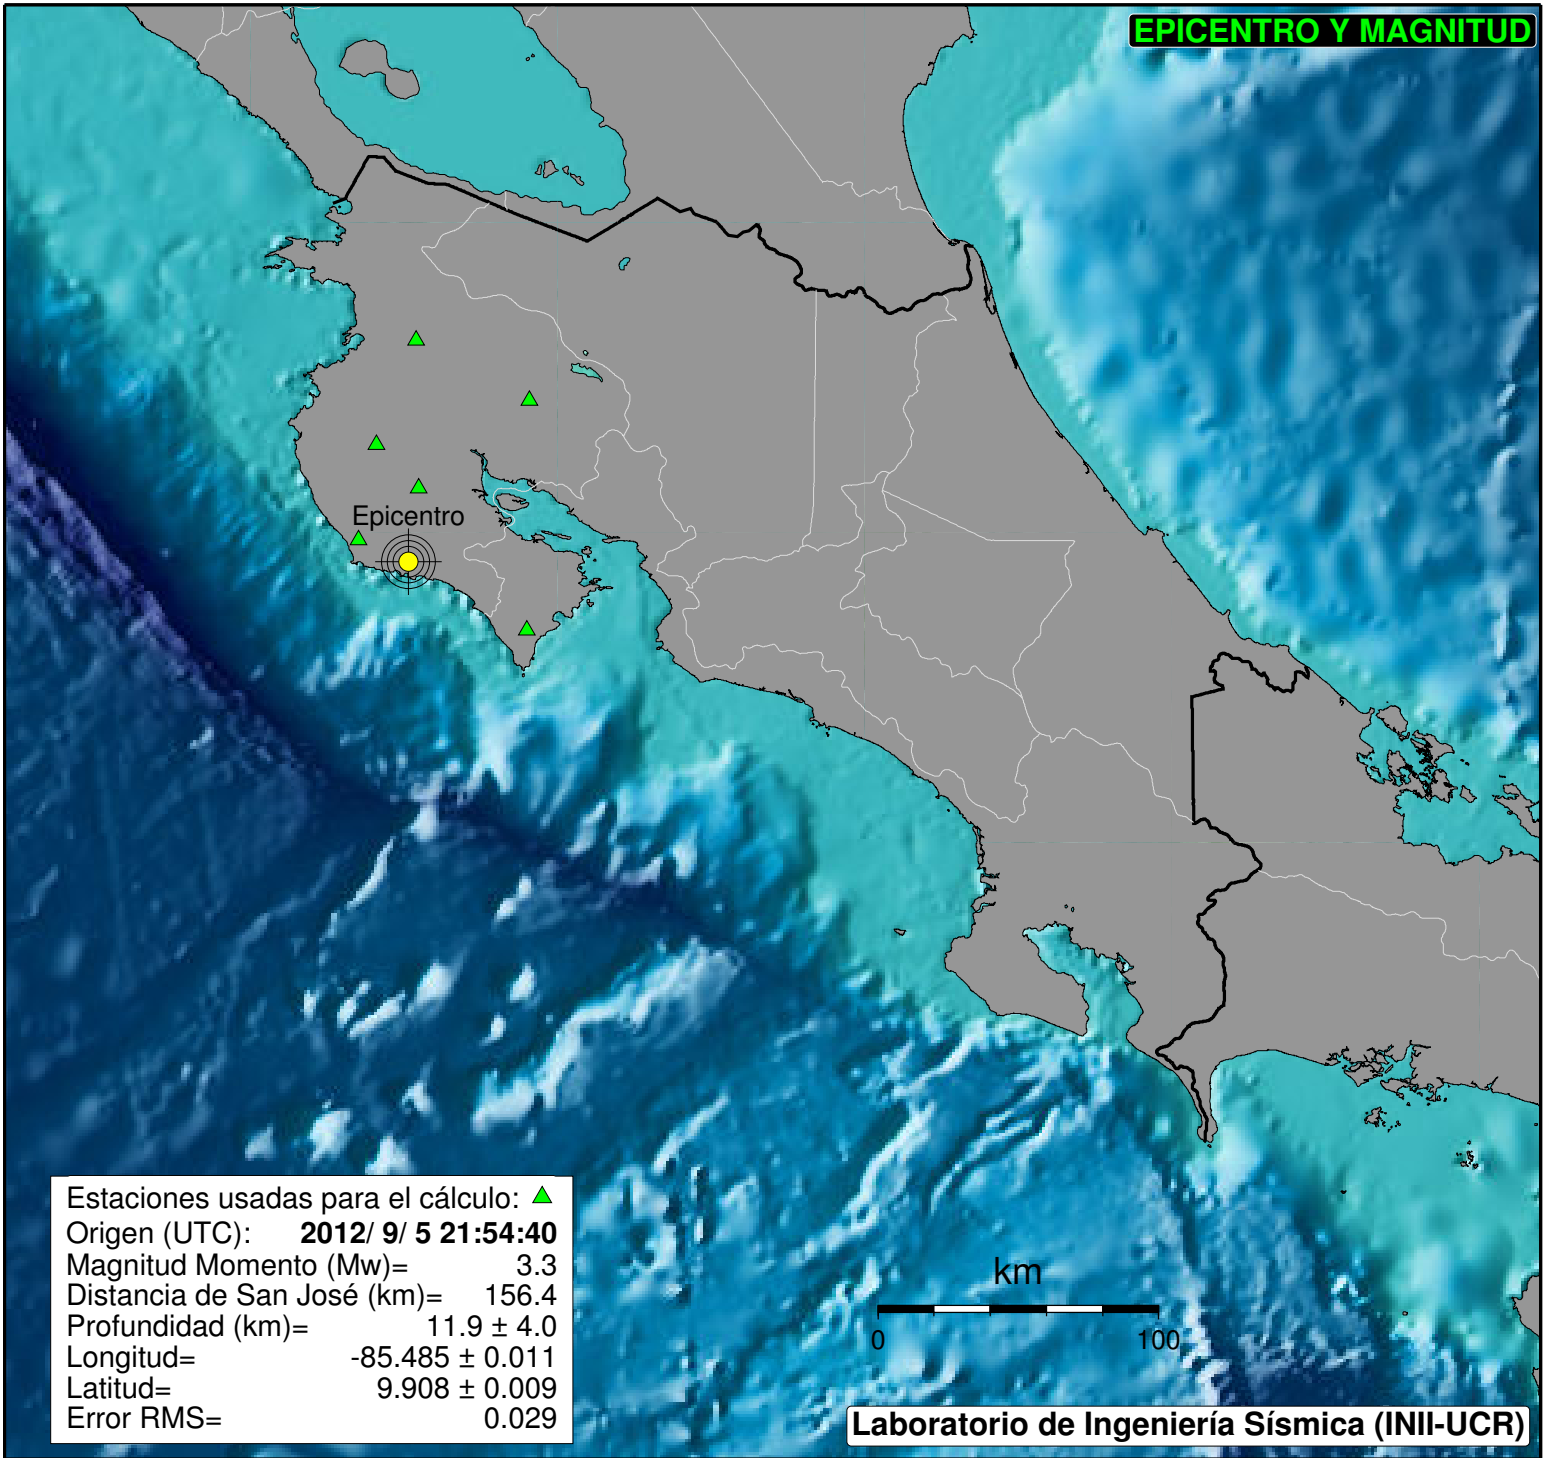 EPICENTRO Y MAGNITUD
Epicentro
Estaciones usadas para el cálculo:
Origen (UTC): 2012/ 9/ 5 21:54:40
Magnitud Momento (Mw)= 3.3
Distancia de San José (km)= 156.4
Profundidad (km)= 11.9 ± 4.0
Longitud= -85.485 ± 0.011
Latitud= 9.908 ± 0.009
Error RMS= 0.029
km
0 100
Laboratorio de Ingeniería Sísmica (INII-UCR)